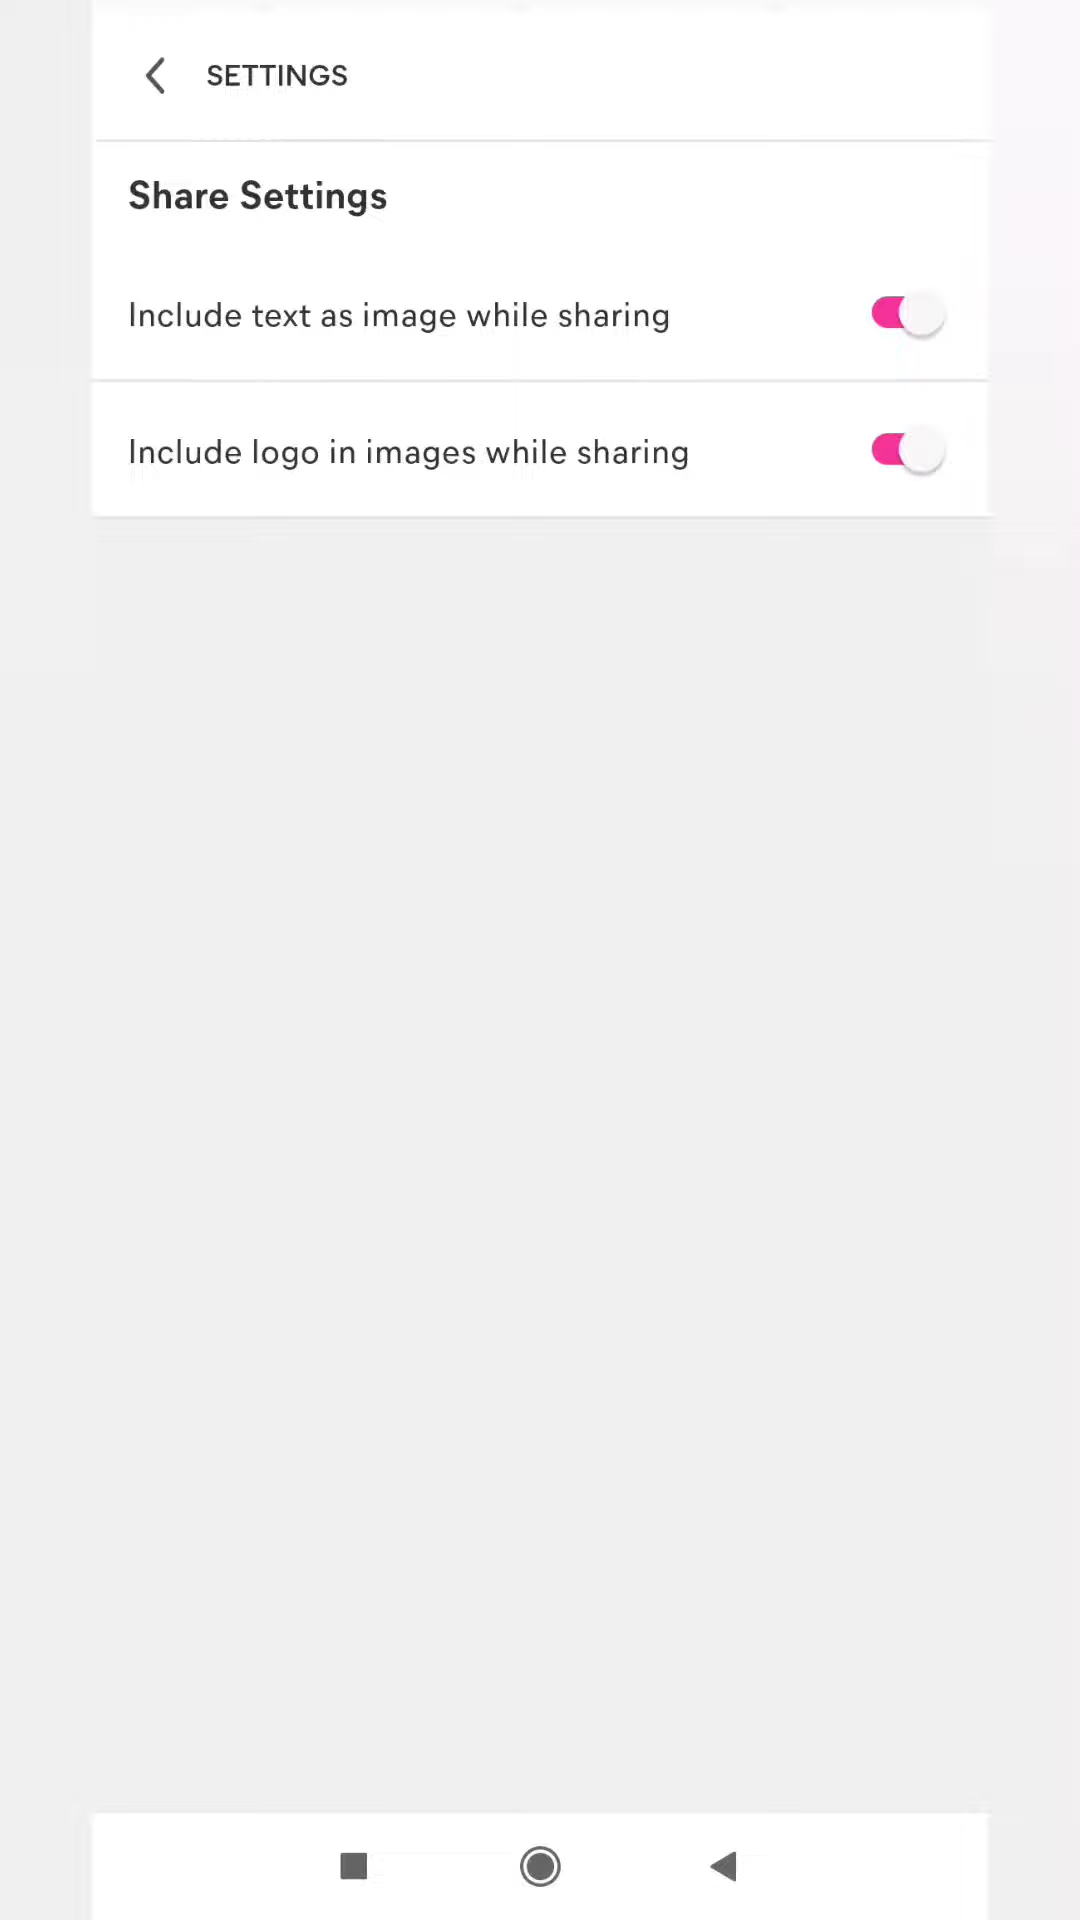 SETTINGS
Share Settings
Include text as image while sharing
Include logo in images while sharing